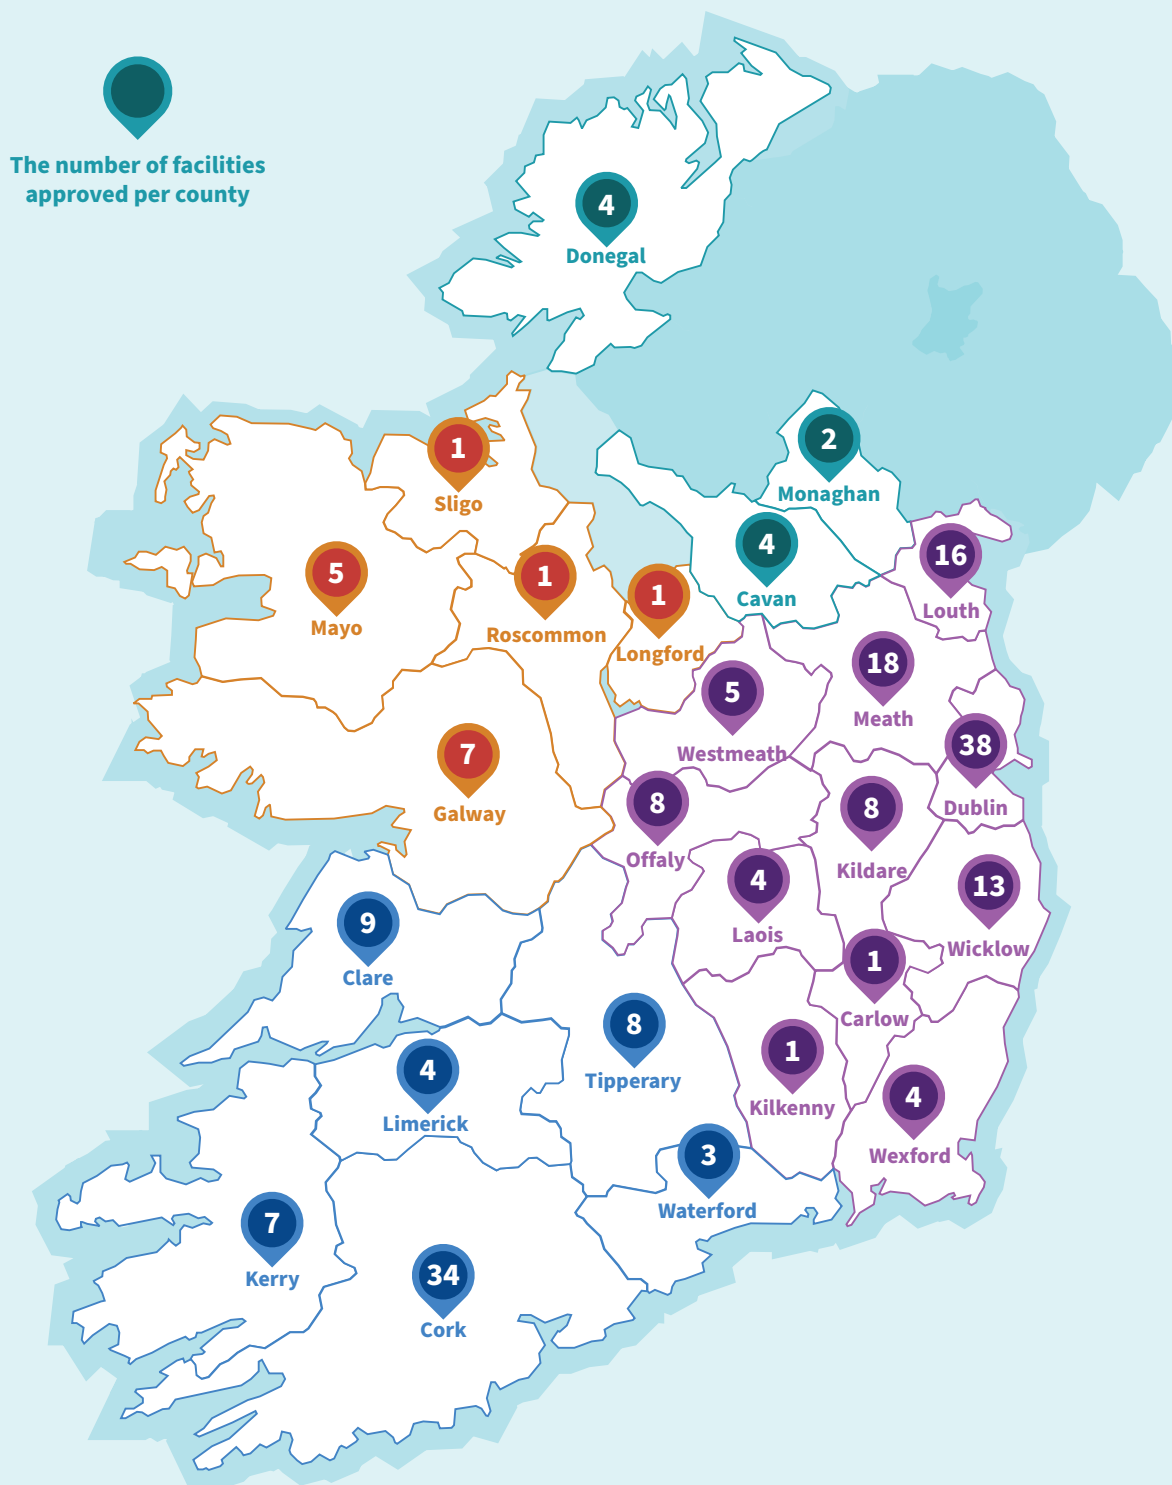 The number of facilities
approved per county
4
Donegal
2
Monaghan
1
Sligo
4
Cavan
16
Louth
5
Mayo
1
Roscommon
1
Longford
18
Meath
5
Westmeath
38
Dublin
7
Galway
8
Offaly
8
Kildare
4
Laois
13
Wicklow
9
Clare
1
Carlow
8
Tipperary
1
Kilkenny
4
Limerick
4
Wexford
3
Waterford
7
Kerry
34
Cork